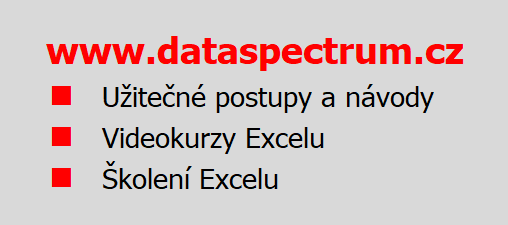 www.dataspectrum.cz
Užitečné postupy a návody
Videokurzy Excelu
Školení Excelu